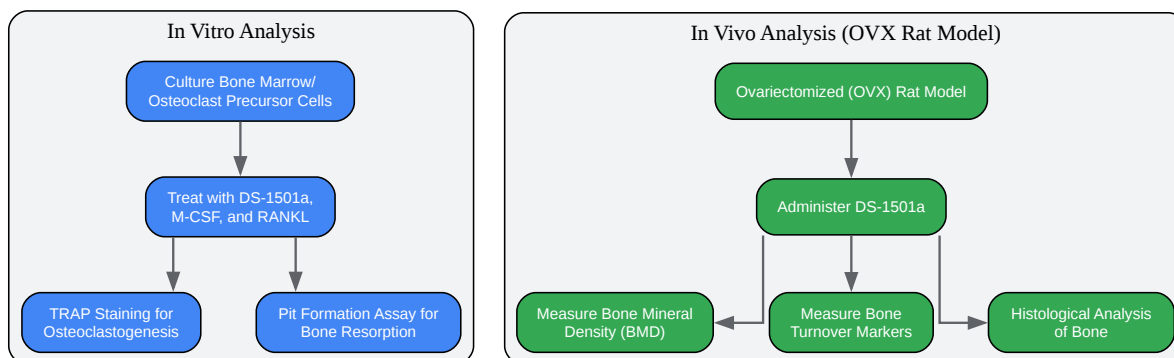 In Vitro Analysis
Culture Bone Marrow/
Osteoclast Precursor Cells
Treat with DS-1501a,
M-CSF, and RANKL
TRAP Staining for
Osteoclastogenesis
Pit Formation Assay for
Bone Resorption
In Vivo Analysis (OVX Rat Model)
Ovariectomized (OVX) Rat Model
Administer DS-1501a
Measure Bone Mineral
Density (BMD)
Measure Bone
Turnover Markers
Histological Analysis
of Bone